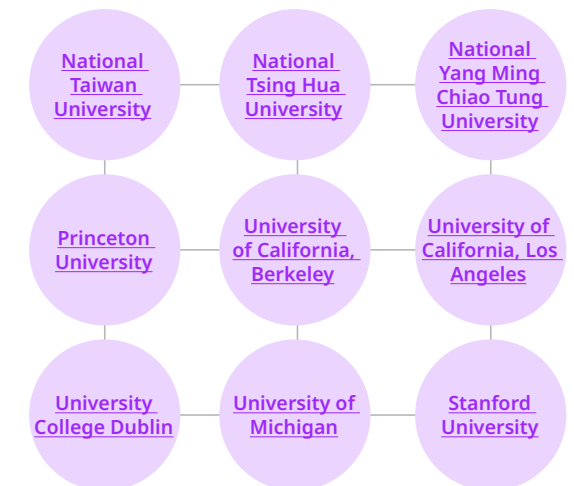 National
Taiwan
University
National
Tsing Hua
University
National
Yang Ming
Chiao Tung
University
Princeton
University
University
of California,
Berkeley
University of
California, Los
Angeles
University
College Dublin
University of
Michigan
Stanford
University